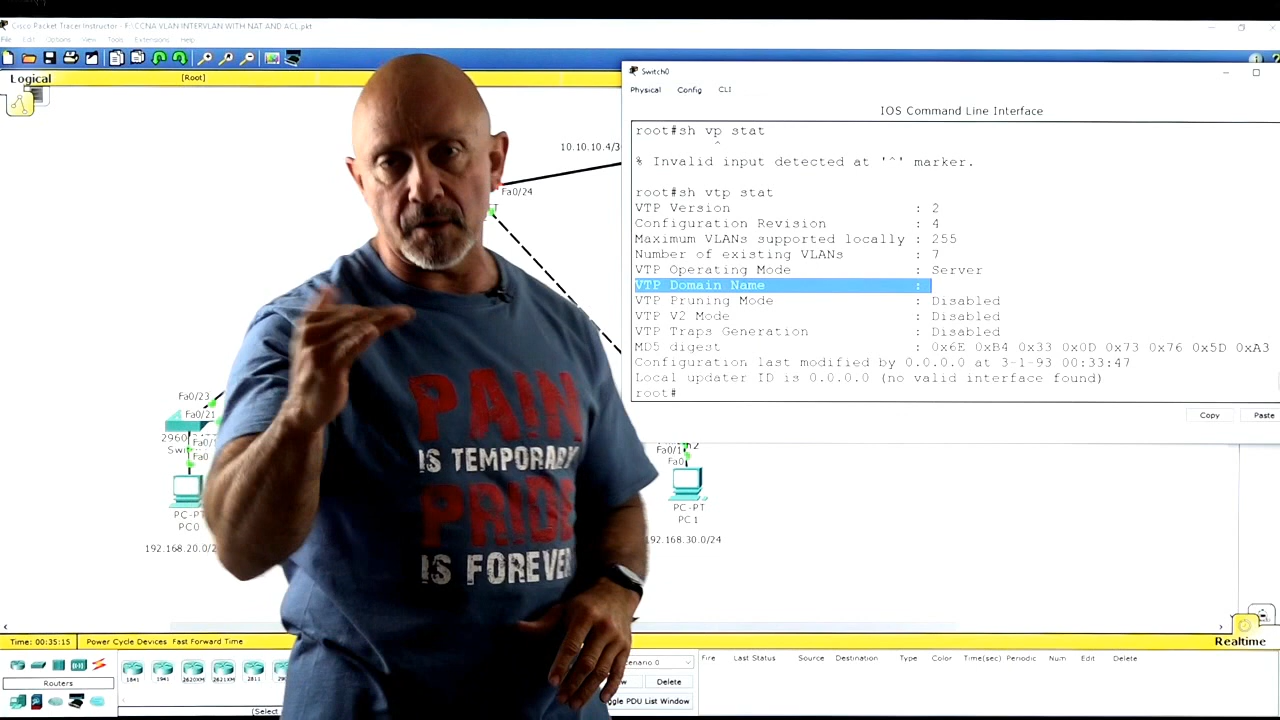 Cisco Packet Tracer Instructor - F:\CCNA VLAN INTERVLAN WITH NAT AND ACL.pkt
File Edit Options View Tools Extensions Help
Logical
[Root]
Switch0
Physical Config CLI
IOS Command Line Interface
root#sh vp stat
^
% Invalid input detected at '^' marker.
root#sh vtp stat
VTP Version : 2
Configuration Revision : 4
Maximum VLANs supported locally : 255
Number of existing VLANs : 7
VTP Operating Mode : Server
VTP Domain Name :
VTP Pruning Mode : Disabled
VTP V2 Mode : Disabled
VTP Traps Generation : Disabled
MD5 digest : 0x6E 0xB4 0x33 0x0D 0x73 0x76 0x5D 0xA3
Configuration last modified by 0.0.0.0 at 3-1-93 00:33:47
Local updater ID is 0.0.0.0 (no valid interface found)
root#
Copy Paste
10.10.10.4/3
Fa0/24
PAIN
IS TEMPORARY
PRIDE
IS FOREVER
Fa0/23
Fa0/21
2960
Fa0
PC-PT
PC0
192.168.20.0/2
Fa0/1
Fa0
PC-PT
PC1
192.168.30.0/24
Time: 00:35:15 Power Cycle Devices Fast Forward Time
Realtime
Routers
1841 1941 2620XM 2621XM 2811
Scenario 0
Delete
Toggle PDU List Window
Fire Last Status Source Destination Type Color Time(sec) Periodic Num Edit Delete